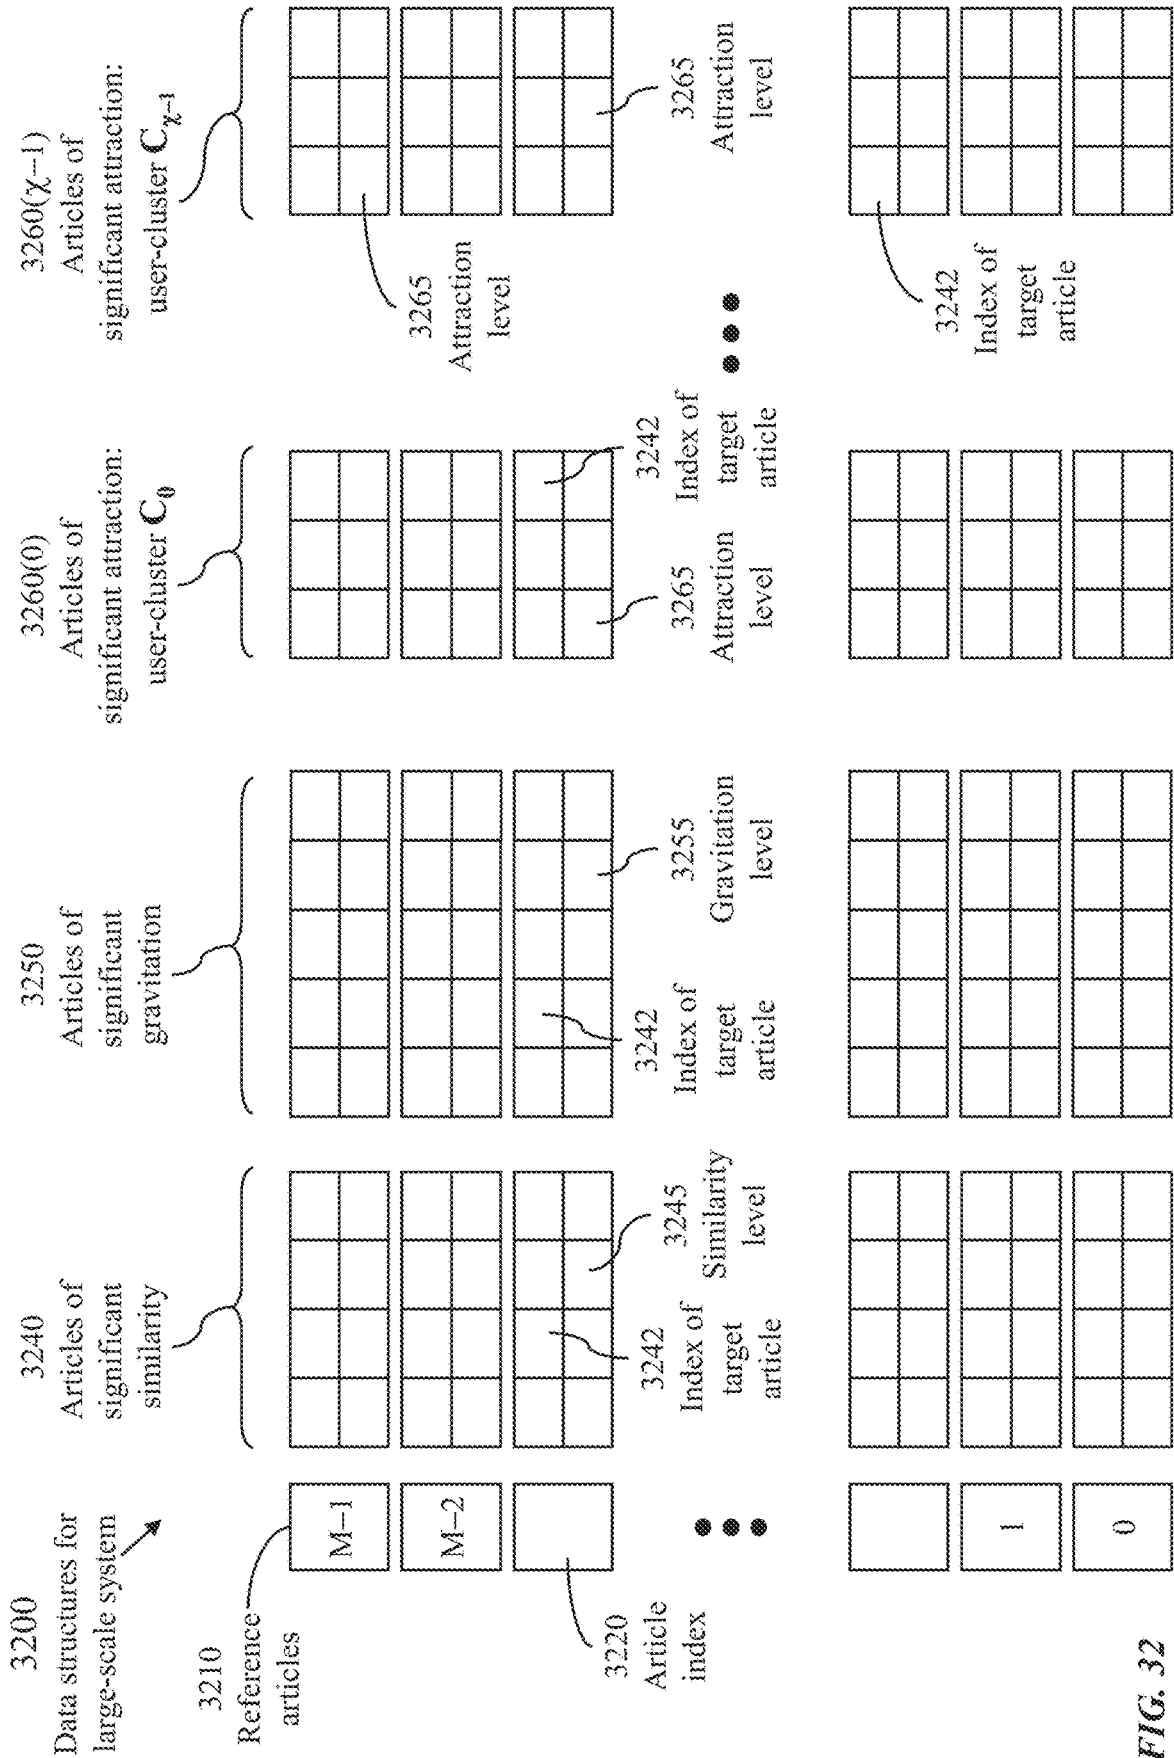 3200
Data structures for
large-scale system
3210
Reference
articles
3220
Article
index
M−1
M−2
1
0
3240
Articles of
significant
similarity
3242
Index of
target
article
3245
Similarity
level
3250
Articles of
significant
gravitation
3242
Index of
target
article
3255
Gravitation
level
3260(0)
Articles of
significant attraction:
user-cluster C0
3265
Attraction
level
3242
Index of
target
article
3260(χ−1)
Articles of
significant attraction:
user-cluster Cχ−1
3265
Attraction
level
3265
Attraction
level
3242
Index of
target
article
FIG. 32